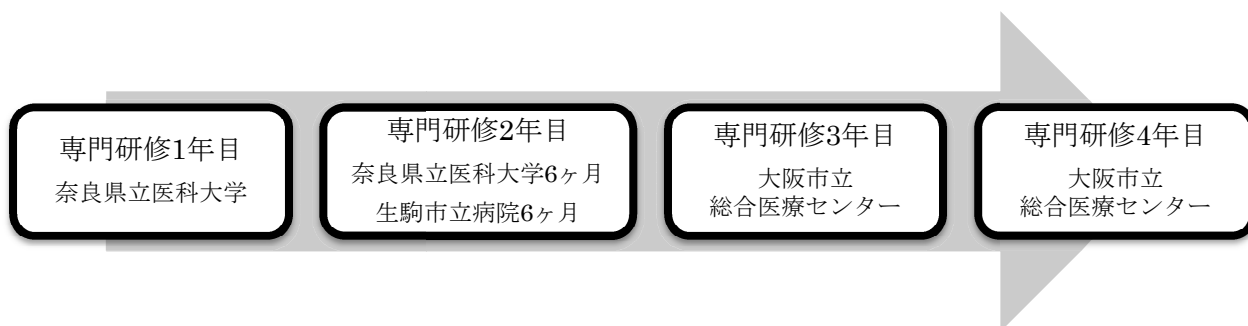 専門研修1年目
奈良県立医科大学
専門研修2年目
奈良県立医科大学6ヶ月
生駒市立病院6ヶ月
専門研修3年目
大阪市立
総合医療センター
専門研修4年目
大阪市立
総合医療センター